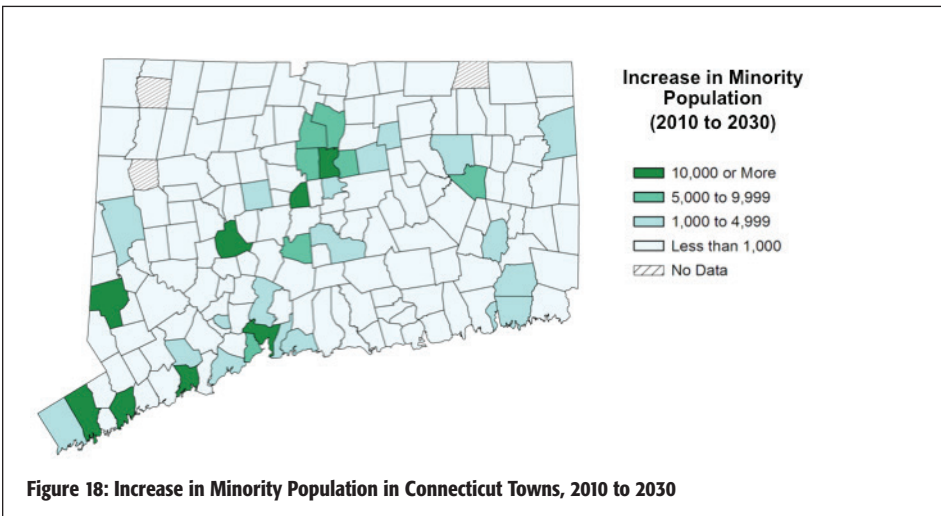 Increase in Minority
Population
(2010 to 2030)
10,000 or More
5,000 to 9,999
1,000 to 4,999
Less than 1,000
No Data
Figure 18: Increase in Minority Population in Connecticut Towns, 2010 to 2030